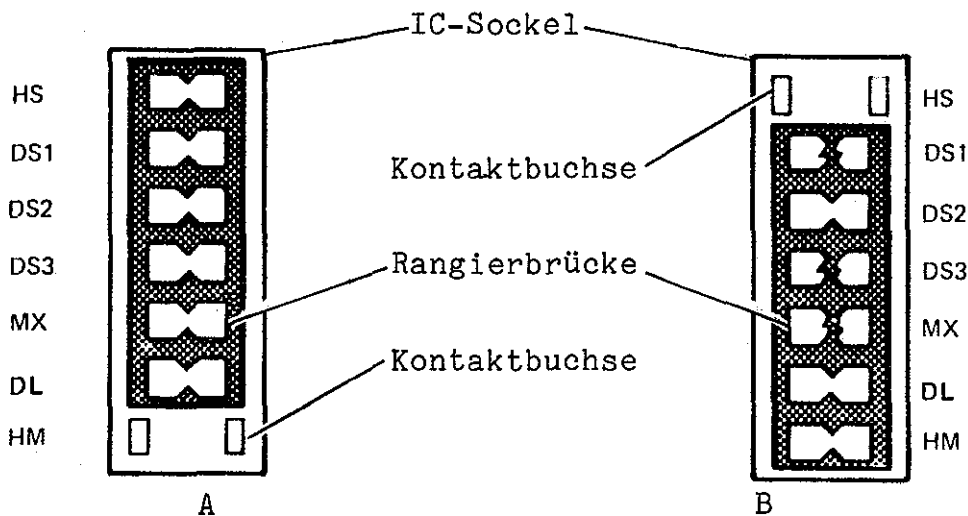 IC-Sockel
HS
HS
DS1
DS1
Kontaktbuchse
DS2
DS2
DS3
Rangierbrücke
DS3
MX
MX
Kontaktbuchse
DL
DL
HM
HM
A
B